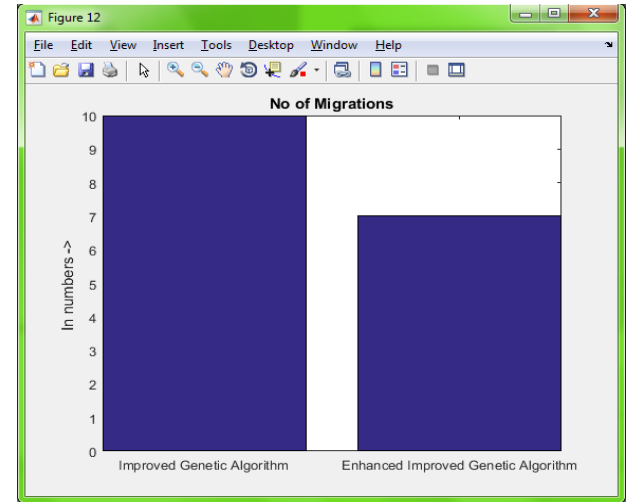 Figure 12
File Edit View Insert Tools Desktop Window Help
No of Migrations
10
9
8
7
6
5
4
3
2
1
0
In numbers ->
Improved Genetic Algorithm
Enhanced Improved Genetic Algorithm